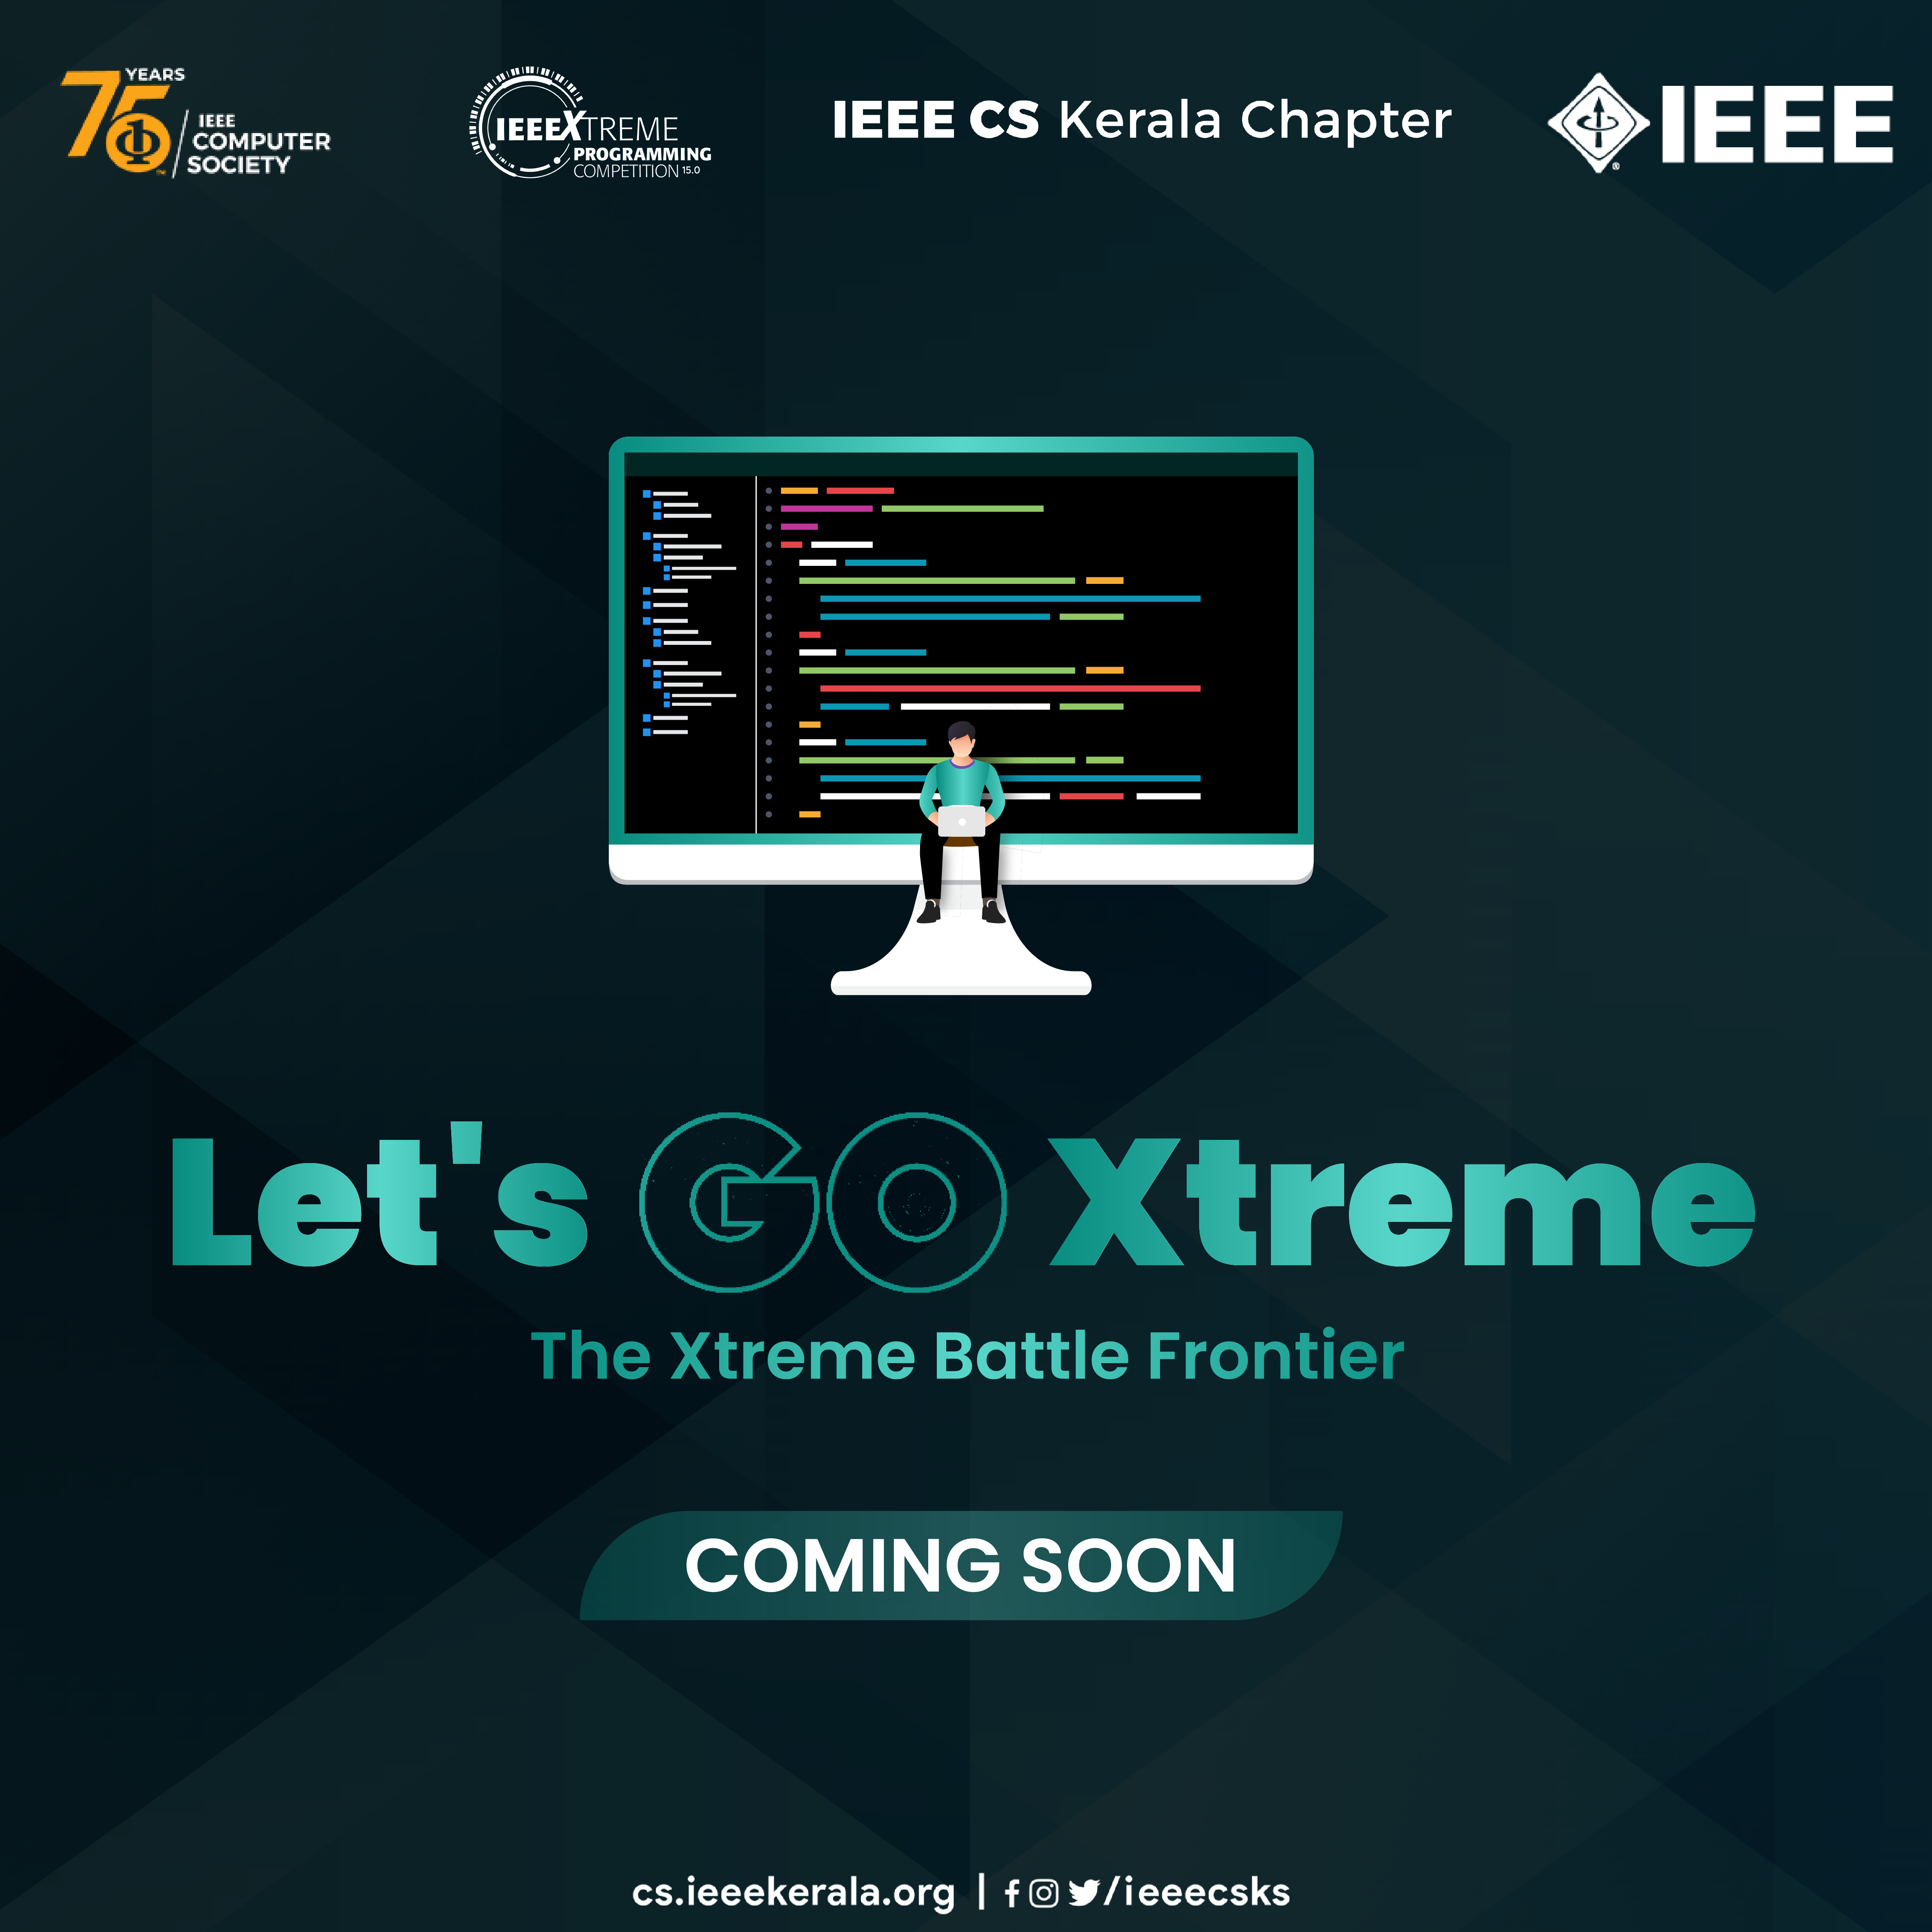 75 YEARS
IEEE
COMPUTER
SOCIETY
TM
IEEEXTREME
PROGRAMMING
COMPETITION 15.0
IEEE CS Kerala Chapter
IEEE
®
Let's GO Xtreme
The Xtreme Battle Frontier
COMING SOON
cs.ieeekerala.org | /ieeecsks